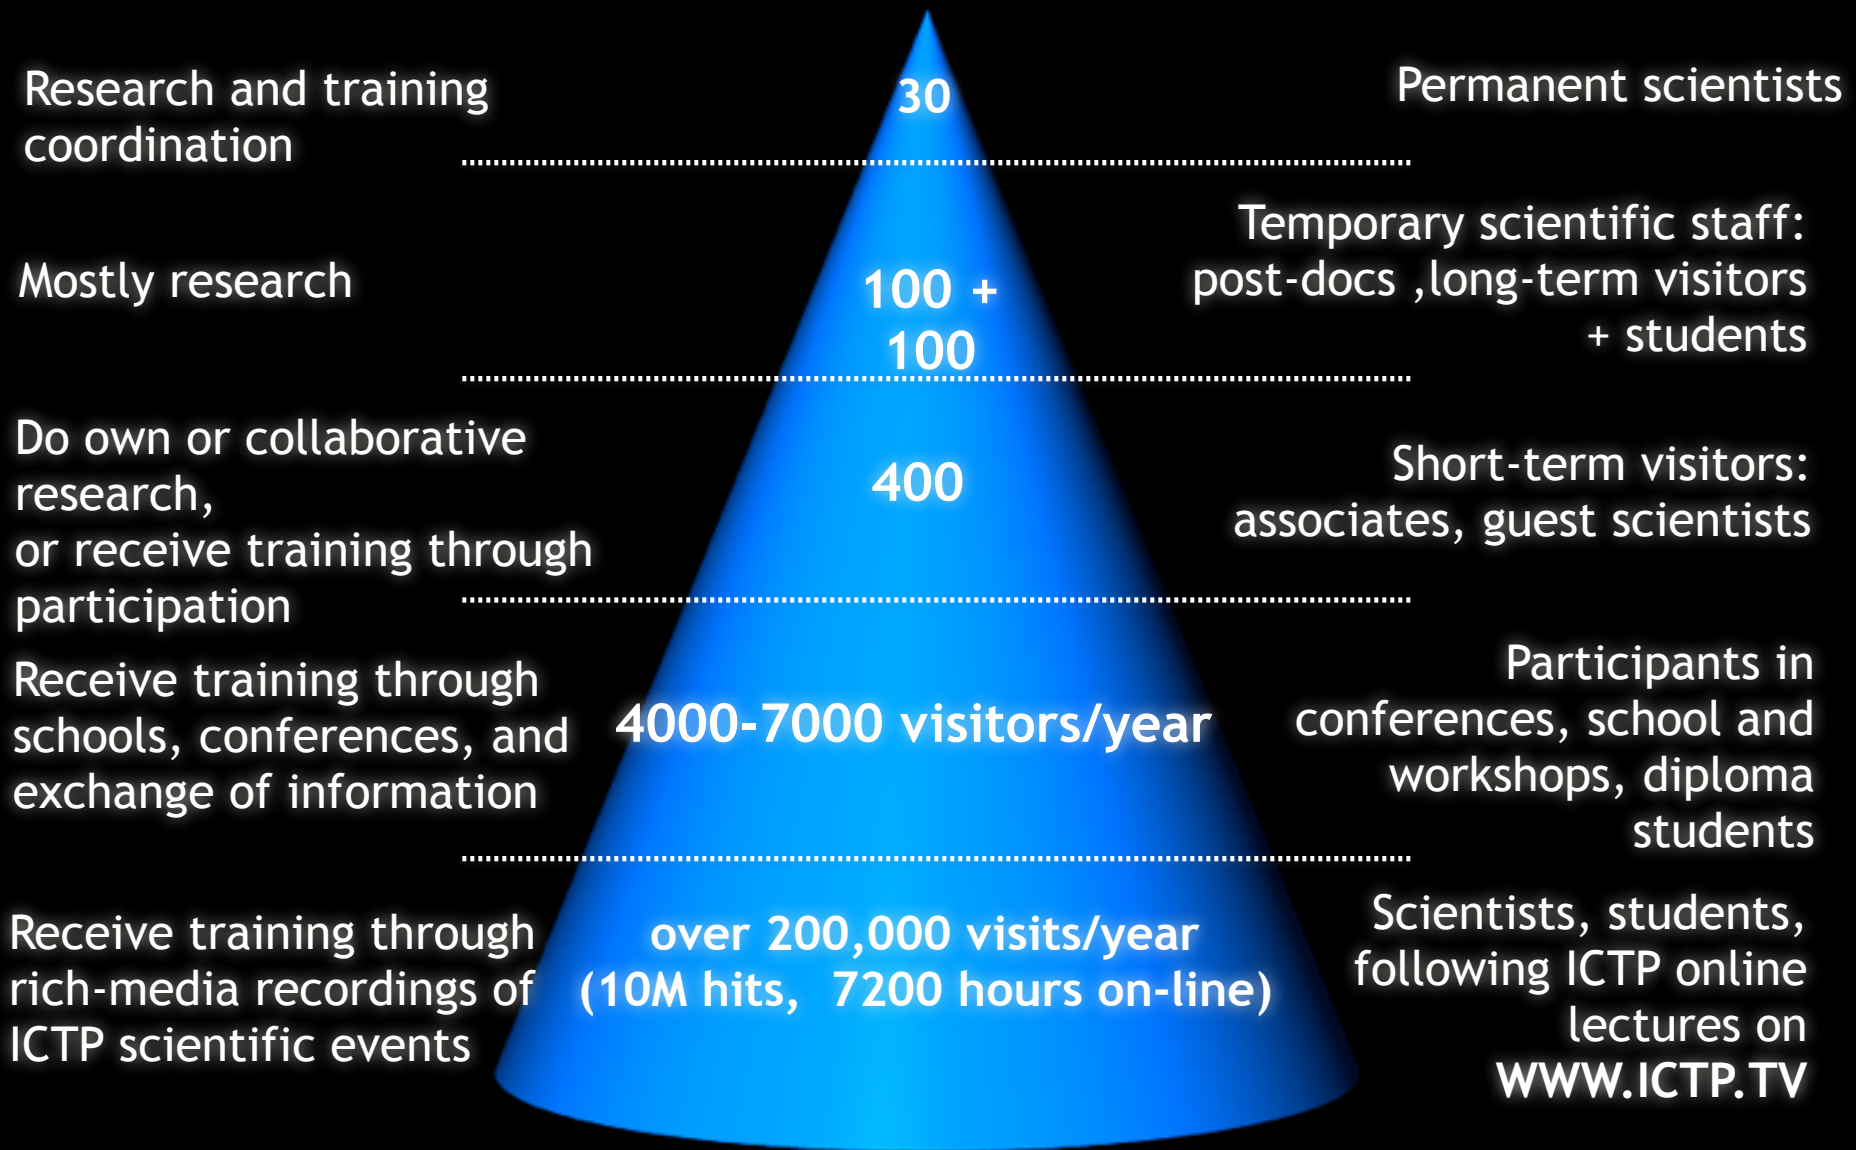 Research and training
coordination
30
Permanent scientists
Mostly research
100 +
100
Temporary scientific staff:
post-docs ,long-term visitors
+ students
Do own or collaborative
research,
or receive training through
participation
400
Short-term visitors:
associates, guest scientists
Receive training through
schools, conferences, and
exchange of information
4000-7000 visitors/year
Participants in
conferences, school and
workshops, diploma
students
Receive training through
rich-media recordings of
ICTP scientific events
over 200,000 visits/year
(10M hits,  7200 hours on-line)
Scientists, students,
following ICTP online
lectures on
WWW.ICTP.TV